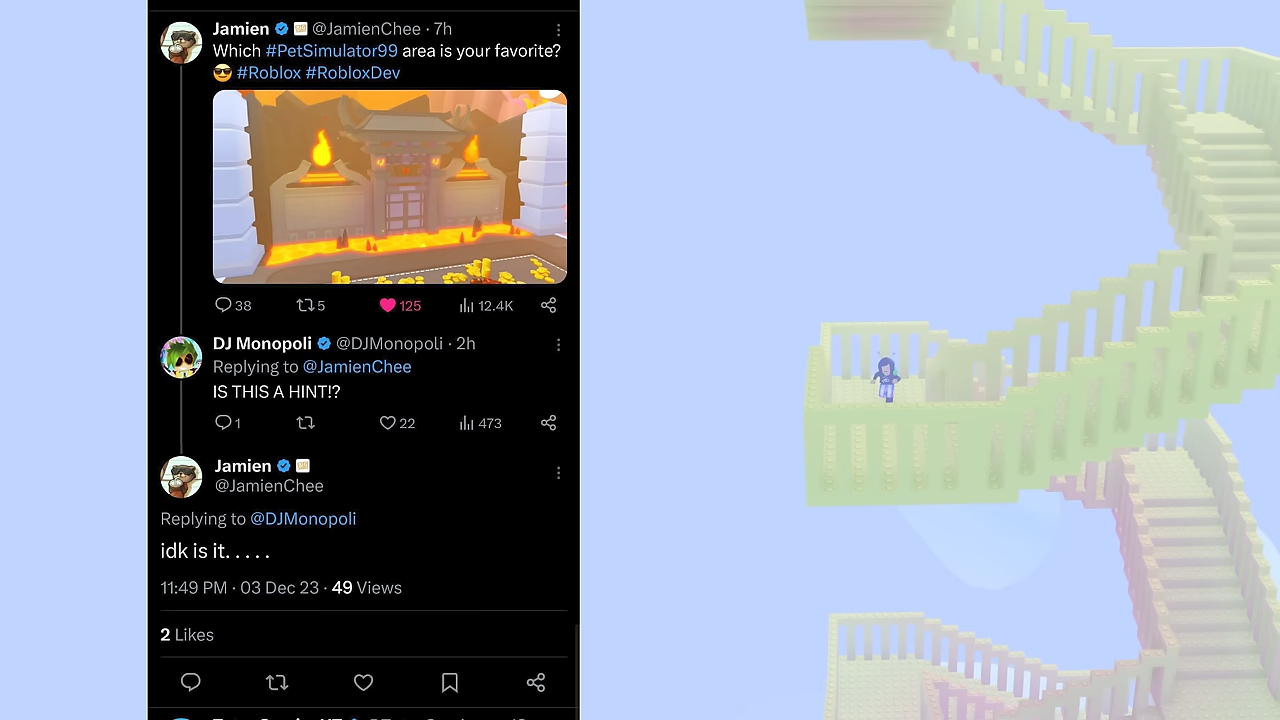 Jamien @JamienChee · 7h
Which #PetSimulator99 area is your favorite?
😎 #Roblox #RobloxDev
38 5 125 12.4K
DJ Monopoli @DJMonopoli · 2h
Replying to @JamienChee
IS THIS A HINT!?
1 22 473
Jamien
@JamienChee
Replying to @DJMonopoli
idk is it. . . . .
11:49 PM · 03 Dec 23 · 49 Views
2 Likes